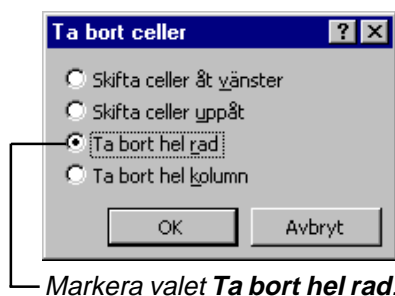 Ta bort celler
Skifta celler åt vänster
Skifta celler uppåt
Ta bort hel rad
Ta bort hel kolumn
OK Avbryt
Markera valet Ta bort hel rad.